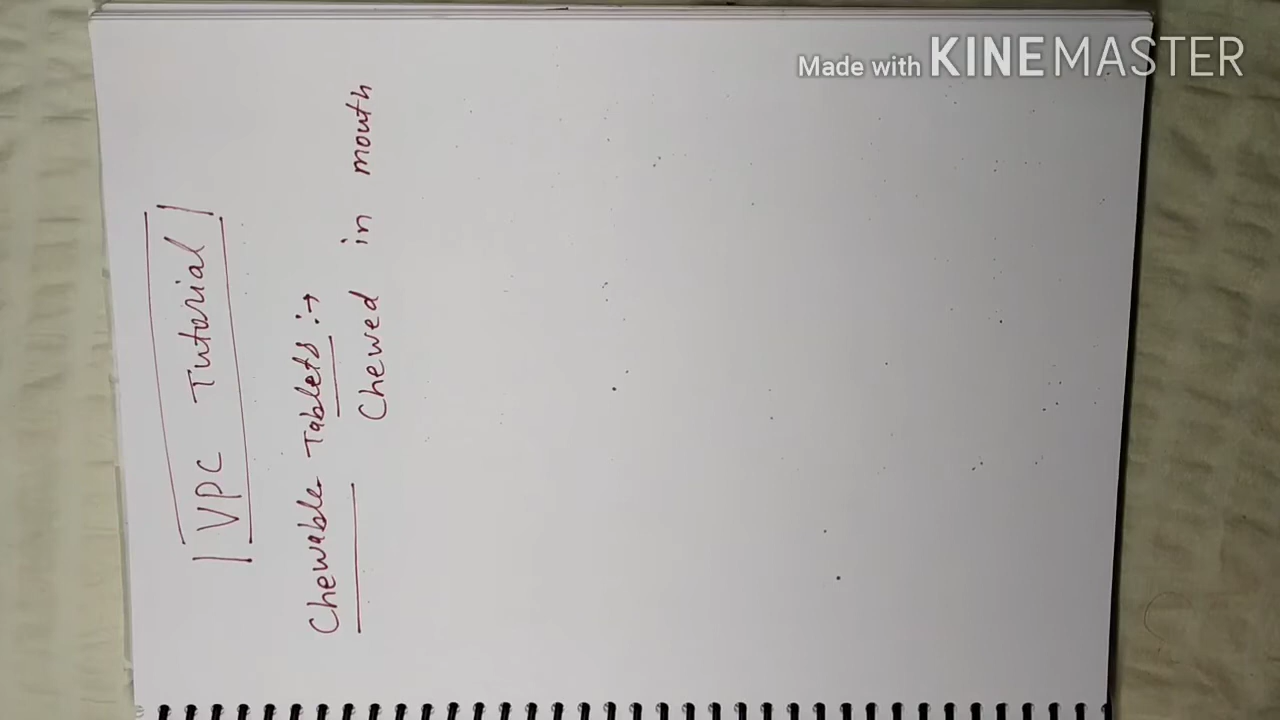 Made with KINEMASTER
VPC Tutorial
Chewable Tablets :→
Chewed in mouth